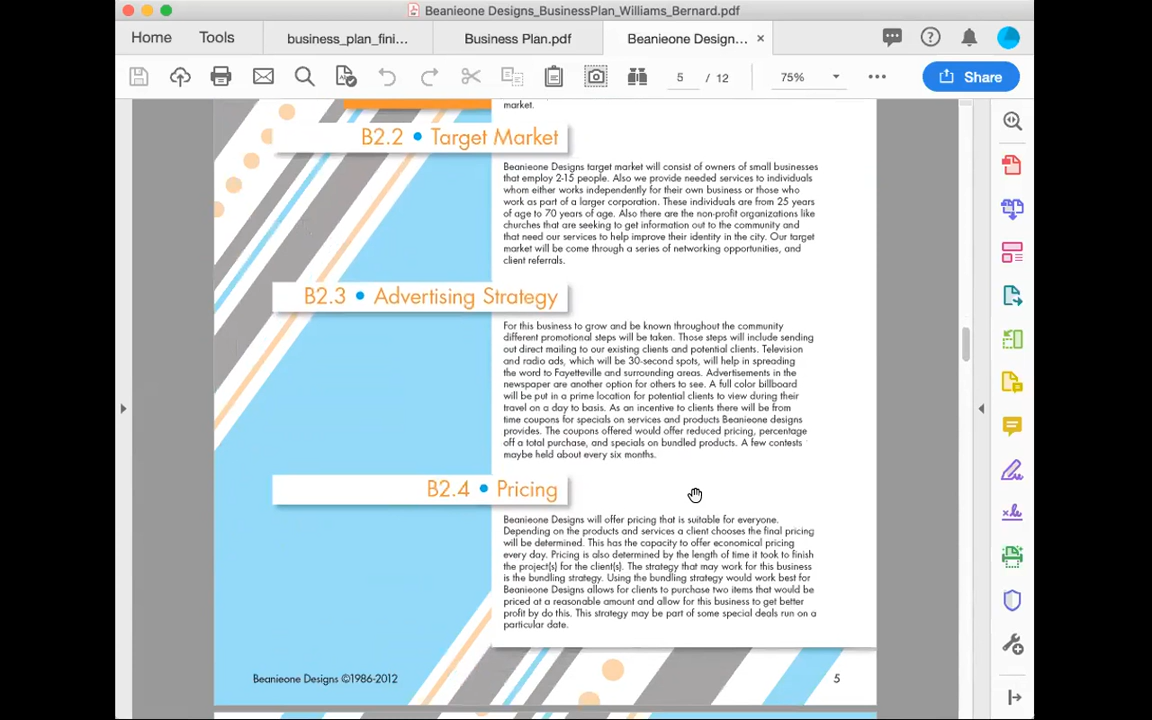 Beanieone Designs_BusinessPlan_Williams_Bernard.pdf
Home
Tools
business_plan_fini...
Business Plan.pdf
Beanieone Design...
5 / 12
75%
Share
market.
B2.2 • Target Market
Beanieone Designs target market will consist of owners of small businesses
that employ 2-15 people. Also we provide needed services to individuals
whom either works independently for their own business or those who
work as part of a larger corporation. These individuals are from 25 years
of age to 70 years of age. Also there are the non-profit organizations like
churches that are seeking to get information out to the community and
that need our services to help improve their identity in the city. Our target
market will be come through a series of networking opportunities, and
client referrals.
B2.3 • Advertising Strategy
For this business to grow and be known throughout the community
different promotional steps will be taken. Those steps will include sending
out direct mailing to our existing clients and potential clients. Television
and radio ads, which will be 30-second spots, will help in spreading
the word to Fayetteville and surrounding areas. Advertisements in the
newspaper are another option for others to see. A full color billboard
will be put in a prime location for potential clients to view during their
travel on a day to basis. As an incentive to clients there will be from
time coupons for specials on services and products Beanieone designs
provides. The coupons offered would offer reduced pricing, percentage
off a total purchase, and specials on bundled products. A few contests
maybe held about every six months.
B2.4 • Pricing
Beanieone Designs will offer pricing that is suitable for everyone.
Depending on the products and services a client chooses the final pricing
will be determined. This has the capacity to offer economical pricing
every day. Pricing is also determined by the length of time it took to finish
the project(s) for the client(s). The strategy that may work for this business
is the bundling strategy. Using the bundling strategy would work best for
Beanieone Designs allows for clients to purchase two items that would be
priced at a reasonable amount and allow for this business to get better
profit by do this. This strategy may be part of some special deals run on a
particular date.
Beanieone Designs ©1986-2012
5